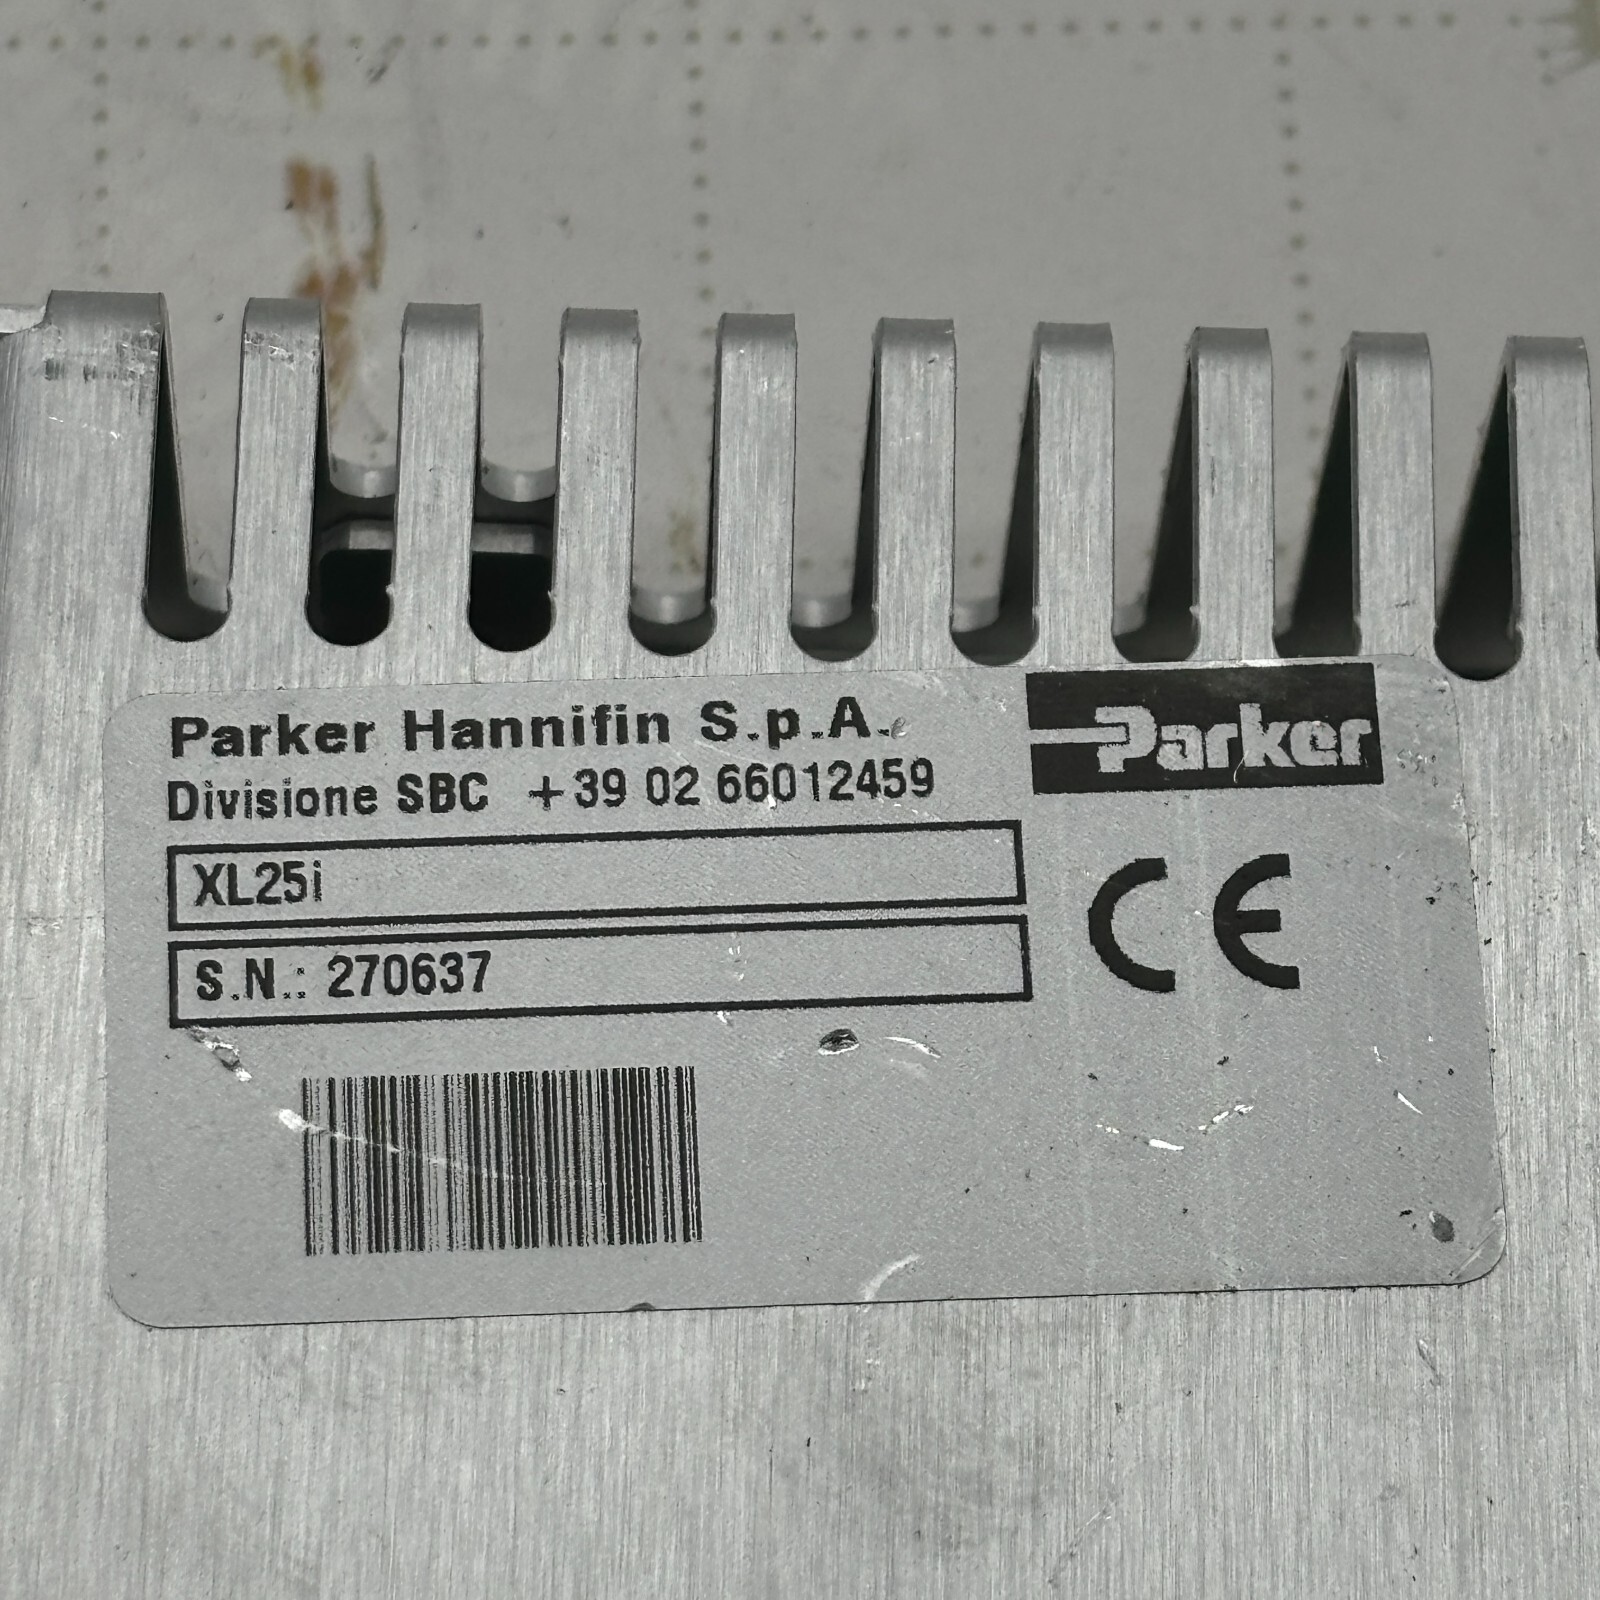 Parker Hannifin S.p.A.
Parker
Divisione SBC +39 02 66012459
XL25i
CE
S.N.: 270637